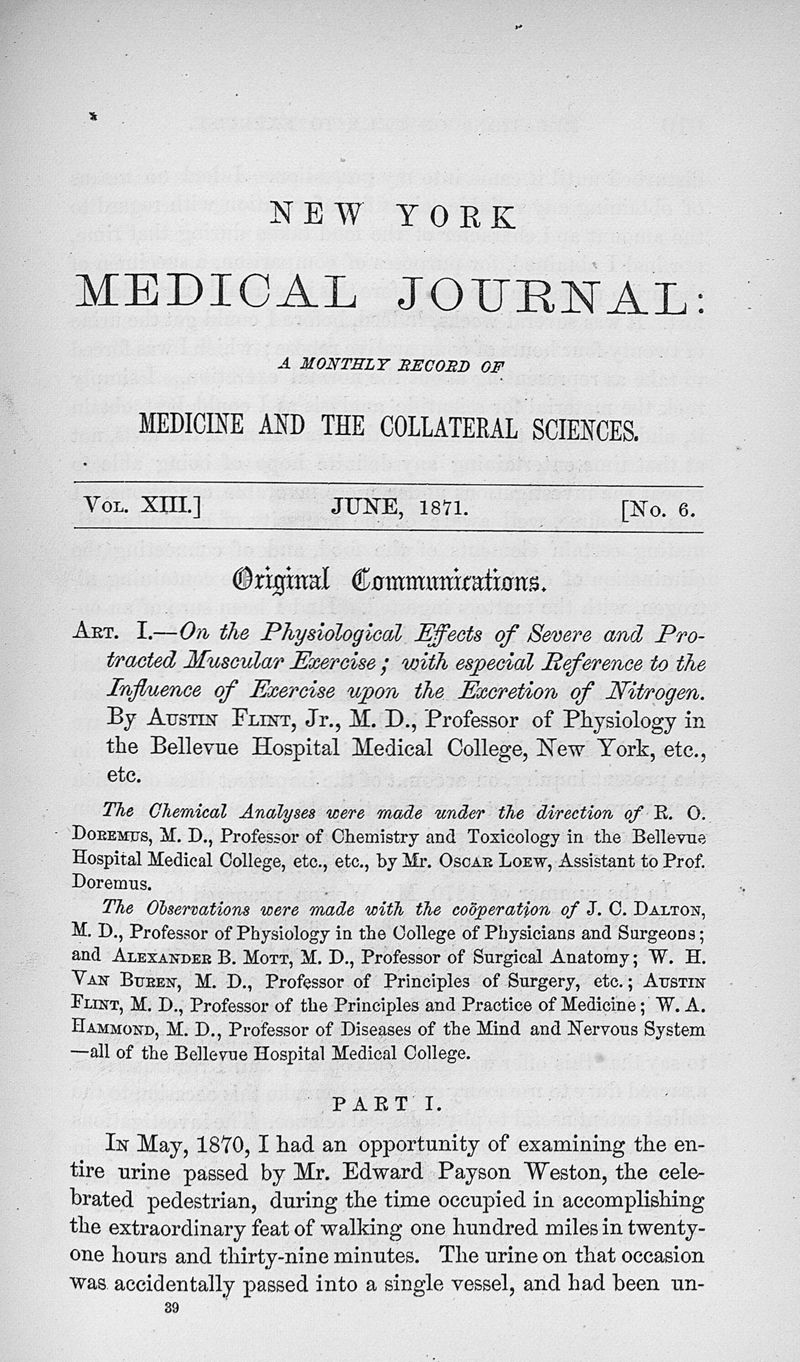 NEW YORK
MEDICAL JOURNAL:
A MONTHLY RECORD OF
MEDICINE AND THE COLLATERAL SCIENCES.
VOL. XIII.] JUNE, 1871. [No. 6.
Original Communications.
ART. I.—On the Physiological Effects of Severe and Pro-
tracted Muscular Exercise; with especial Reference to the
Influence of Exercise upon the Excretion of Nitrogen.
By AUSTIN FLINT, Jr., M. D., Professor of Physiology in
the Bellevue Hospital Medical College, New York, etc.,
etc.
The Chemical Analyses were made under the direction of R. O.
DOREMUS, M. D., Professor of Chemistry and Toxicology in the Bellevue
Hospital Medical College, etc., etc., by Mr. OSCAR LOEW, Assistant to Prof.
Doremus.
The Observations were made with the coöperation of J. C. DALTON,
M. D., Professor of Physiology in the College of Physicians and Surgeons;
and ALEXANDER B. MOTT, M. D., Professor of Surgical Anatomy; W. H.
VAN BUREN, M. D., Professor of Principles of Surgery, etc.; AUSTIN
FLINT, M. D., Professor of the Principles and Practice of Medicine; W. A.
HAMMOND, M. D., Professor of Diseases of the Mind and Nervous System
—all of the Bellevue Hospital Medical College.
PART I.
IN May, 1870, I had an opportunity of examining the en-
tire urine passed by Mr. Edward Payson Weston, the cele-
brated pedestrian, during the time occupied in accomplishing
the extraordinary feat of walking one hundred miles in twenty-
one hours and thirty-nine minutes. The urine on that occasion
was accidentally passed into a single vessel, and had been un-
39